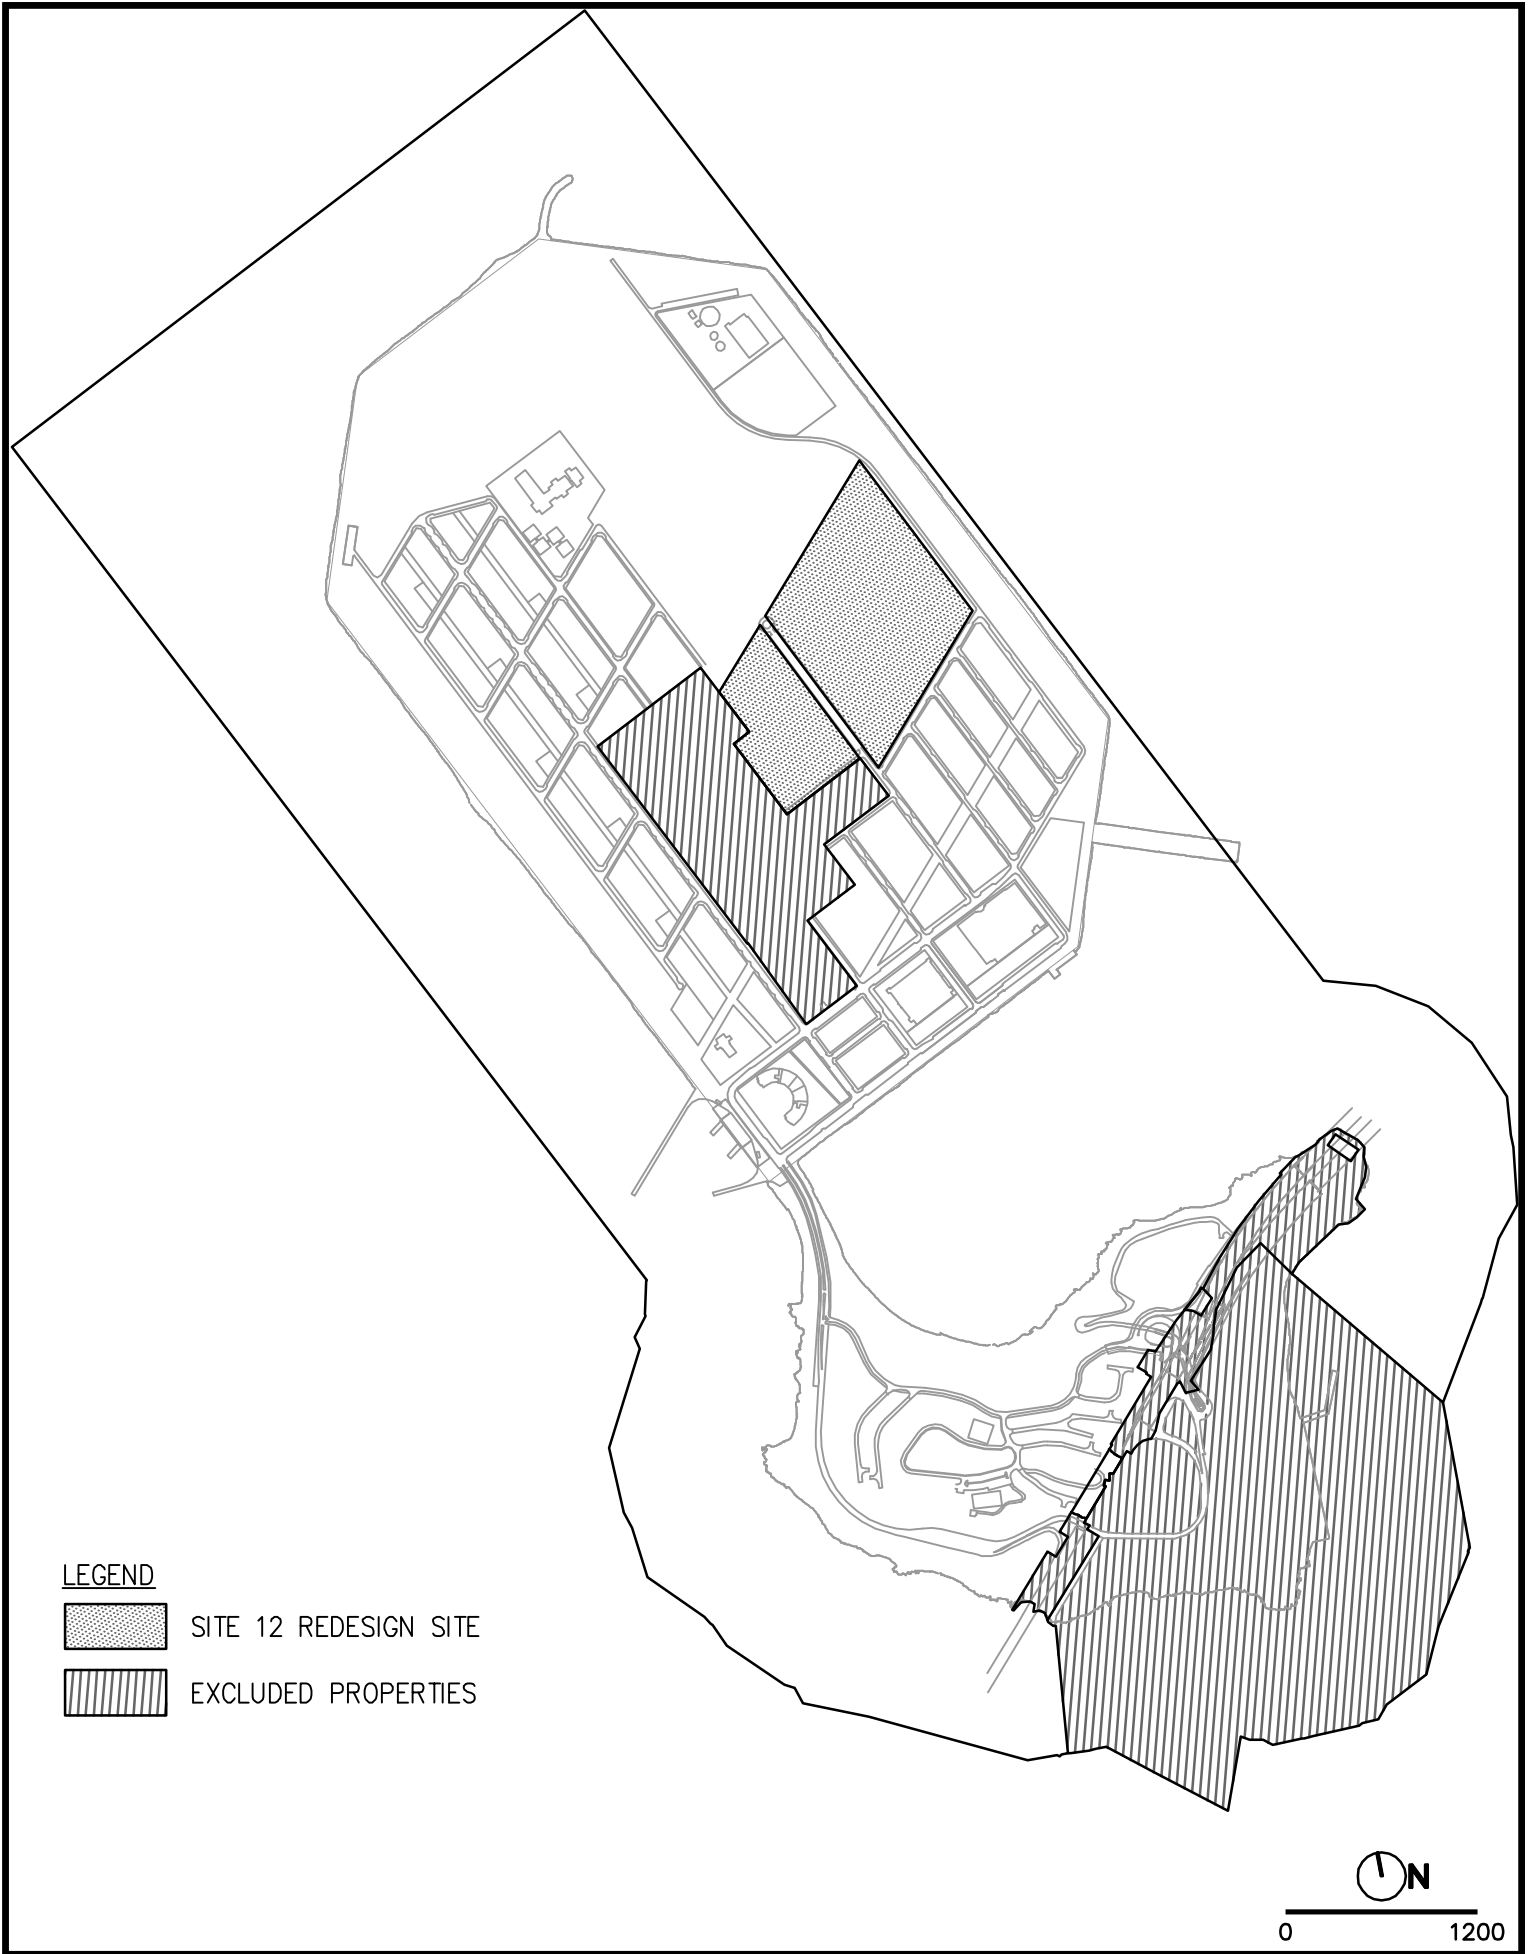 LEGEND
SITE 12 REDESIGN SITE
EXCLUDED PROPERTIES
N
0 1200